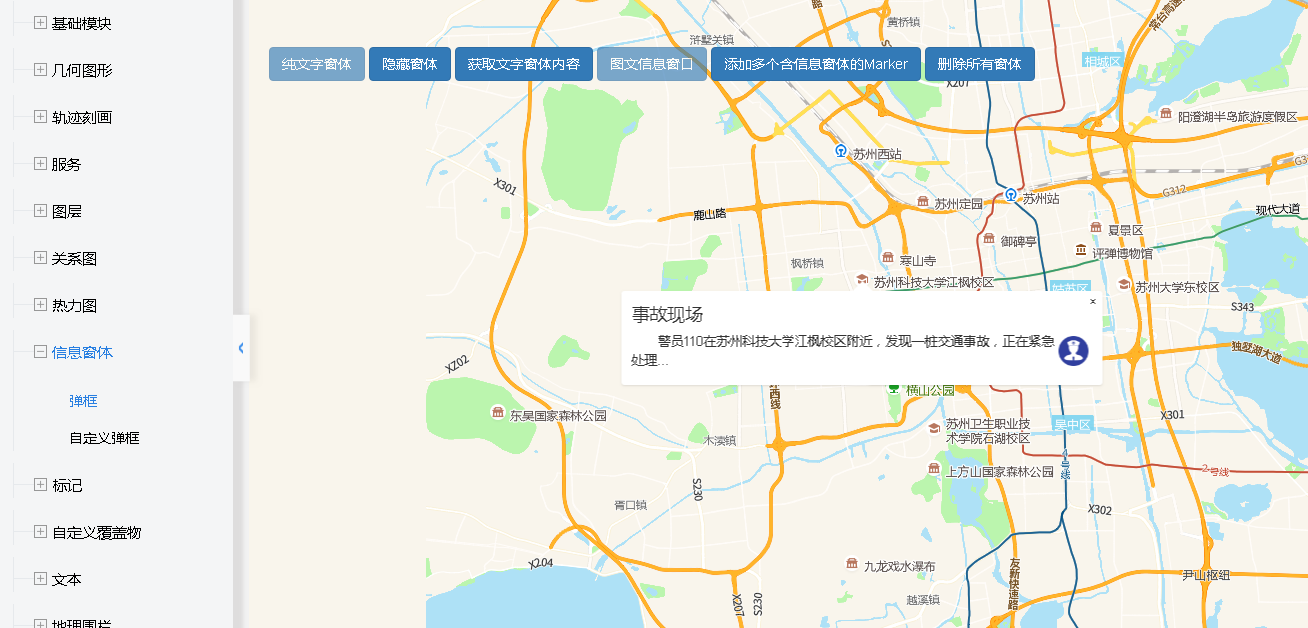 基础模块
几何图形
轨迹刻画
服务
图层
关系图
热力图
信息窗体
弹框
自定义弹框
标记
自定义覆盖物
文本
地理围栏
纯文字窗体
隐藏窗体
获取文字窗体内容
图文信息窗口
添加多个含信息窗体的Marker
删除所有窗体
黄桥镇
浒墅关镇
常台高速
相城区
X207
阳澄湖半岛旅游度假区
苏州西站
X301
G312
苏州站
苏州定园
鹿山路
现代大道
御碑亭
夏景区
评弹博物馆
枫桥镇
寒山寺
苏州科技大学江枫校区
姑苏区
苏州大学东校区
S343
事故现场
×
警员110在苏州科技大学江枫校区附近，发现一桩交通事故，正在紧急
处理...
独墅湖大道
XZ02
环西线
横山公园
东吴国家森林公园
X301
苏州卫生职业技
术学院石湖校区
吴中区
木渎镇
4号线
2号线
上方山国家森林公园
S230
胥口镇
X302
XZ04
九龙戏水瀑布
友新快速路
尹山枢纽
X207
S230
越溪镇